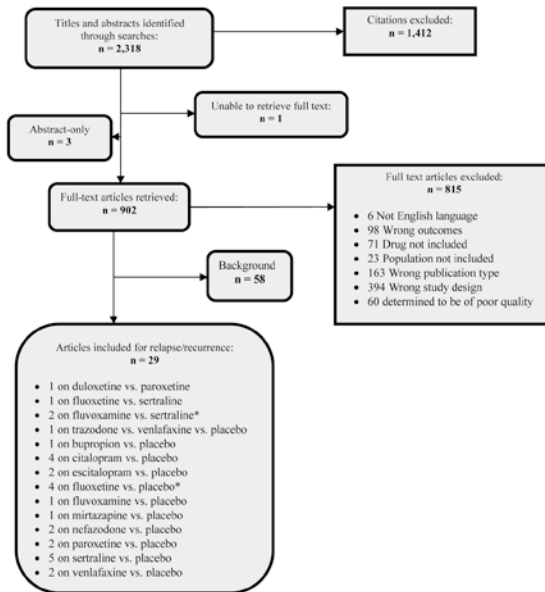 Titles and abstracts identified
through searches:
n = 2,318
Citations excluded:
n = 1,412
Unable to retrieve full text:
n = 1
Abstract-only
n = 3
Full-text articles retrieved:
n = 902
Full text articles excluded:
n = 815
• 6 Not English language
• 98 Wrong outcomes
• 71 Drug not included
• 23 Population not included
• 163 Wrong publication type
• 394 Wrong study design
• 60 determined to be of poor quality
Background
n = 58
Articles included for relapse/recurrence:
n = 29
• 1 on duloxetine vs. paroxetine
• 1 on fluoxetine vs. sertraline
• 2 on fluvoxamine vs. sertraline*
• 1 on trazodone vs. venlafaxine vs. placebo
• 1 on bupropion vs. placebo
• 4 on citalopram vs. placebo
• 2 on escitalopram vs. placebo
• 4 on fluoxetine vs. placebo*
• 1 on fluvoxamine vs. placebo
• 1 on mirtazapine vs. placebo
• 2 on nefazodone vs. placebo
• 2 on paroxetine vs. placebo
• 5 on sertraline vs. placebo
• 2 on venlafaxine vs. placebo